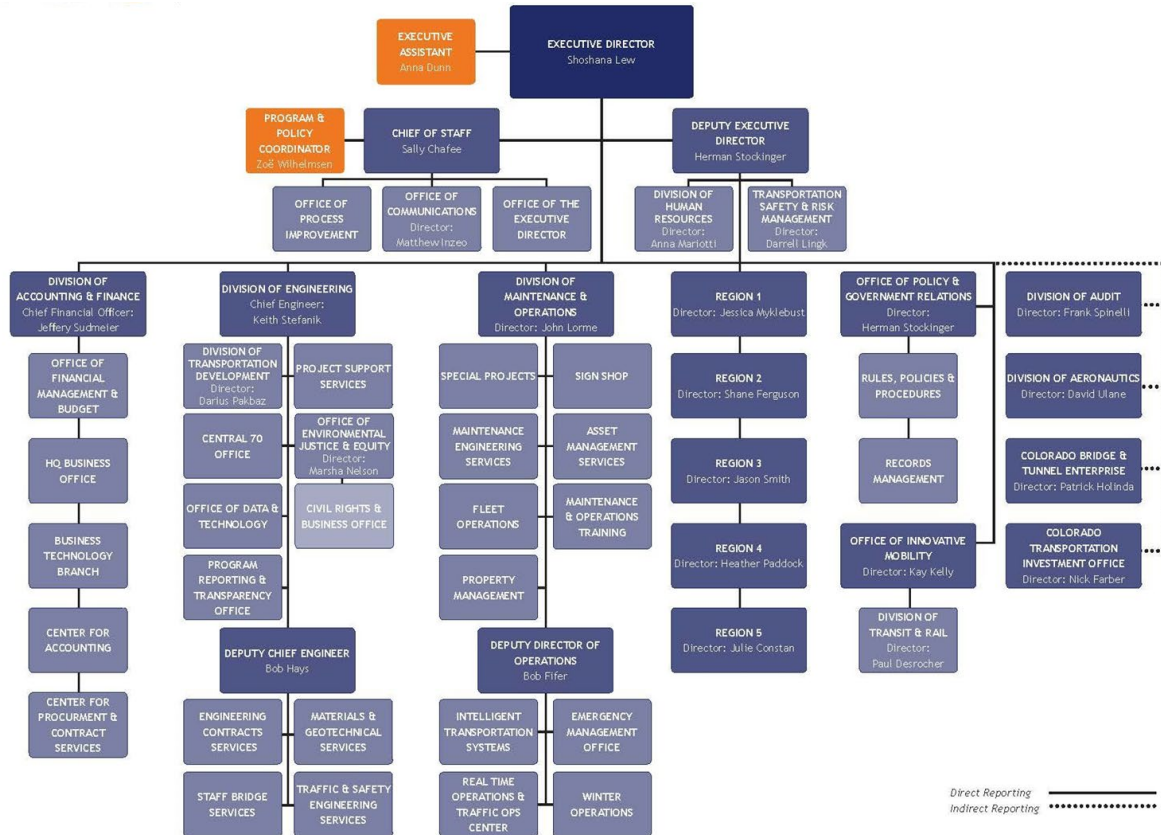 EXECUTIVE
ASSISTANT
Anna Dunn
EXECUTIVE DIRECTOR
Shoshana Lew
PROGRAM &
POLICY
COORDINATOR
Zoë Wilhelmsen
CHIEF OF STAFF
Sally Chafee
DEPUTY EXECUTIVE
DIRECTOR
Herman Stockinger
OFFICE OF
PROCESS
IMPROVEMENT
OFFICE OF
COMMUNICATIONS
Director:
Matthew Inzeo
OFFICE OF THE
EXECUTIVE
DIRECTOR
DIVISION OF
HUMAN
RESOURCES
Director:
Anna Mariotti
TRANSPORTATION
SAFETY & RISK
MANAGEMENT
Director:
Darrell Lingk
DIVISION OF
ACCOUNTING & FINANCE
Chief Financial Officer:
Jeffery Sudmeier
OFFICE OF
FINANCIAL
MANAGEMENT &
BUDGET
HQ BUSINESS
OFFICE
BUSINESS
TECHNOLOGY
BRANCH
CENTER FOR
ACCOUNTING
CENTER FOR
PROCURMENT &
CONTRACT
SERVICES
DIVISION OF ENGINEERING
Chief Engineer:
Keith Stefanik
DIVISION OF
TRANSPORTATION
DEVELOPMENT
Director:
Darius Pakbaz
PROJECT SUPPORT
SERVICES
CENTRAL 70
OFFICE
OFFICE OF
ENVIRONMENTAL
JUSTICE & EQUITY
Director:
Marsha Nelson
OFFICE OF DATA &
TECHNOLOGY
CIVIL RIGHTS &
BUSINESS OFFICE
PROGRAM
REPORTING &
TRANSPARENCY
OFFICE
DEPUTY CHIEF ENGINEER
Bob Hays
ENGINEERING
CONTRACTS
SERVICES
MATERIALS &
GEOTECHNICAL
SERVICES
STAFF BRIDGE
SERVICES
TRAFFIC & SAFETY
ENGINEERING
SERVICES
DIVISION OF
MAINTENANCE &
OPERATIONS
Director: John Lorme
SPECIAL PROJECTS
SIGN SHOP
MAINTENANCE
ENGINEERING
SERVICES
ASSET
MANAGEMENT
SERVICES
FLEET
OPERATIONS
MAINTENANCE
& OPERATIONS
TRAINING
PROPERTY
MANAGEMENT
DEPUTY DIRECTOR OF
OPERATIONS
Bob Fifer
INTELLIGENT
TRANSPORTATION
SYSTEMS
EMERGENCY
MANAGEMENT
OFFICE
REAL TIME
OPERATIONS &
TRAFFIC OPS
CENTER
WINTER
OPERATIONS
REGION 1
Director: Jessica Myklebust
REGION 2
Director: Shane Ferguson
REGION 3
Director: Jason Smith
REGION 4
Director: Heather Paddock
REGION 5
Director: Julie Constan
OFFICE OF POLICY &
GOVERNMENT RELATIONS
Director:
Herman Stockinger
RULES, POLICIES &
PROCEDURES
RECORDS
MANAGEMENT
OFFICE OF INNOVATIVE
MOBILITY
Director: Kay Kelly
DIVISION OF
TRANSIT & RAIL
Director:
Paul Desrocher
DIVISION OF AUDIT
Director: Frank Spinelli
DIVISION OF AERONAUTICS
Director: David Ulane
COLORADO BRIDGE &
TUNNEL ENTERPRISE
Director: Patrick Holinda
COLORADO
TRANSPORTATION
INVESTMENT OFFICE
Director: Nick Farber
Direct Reporting
Indirect Reporting